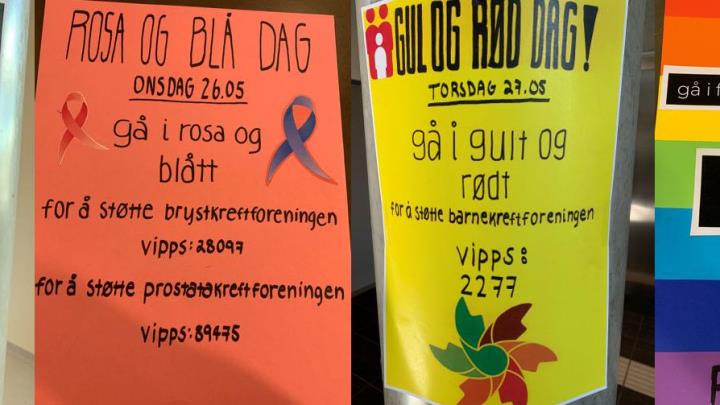 ROSA OG BLÅ DAG
ONSDAG 26.05
gå i rosa og
blått
for å støtte brystkreftforeningen
Vipps: 28097
for å støtte prostatakreftforeningen
Vipps: 89475
GUL OG RØD DAG!
TORSDAG 27.05
gå i gult og
rødt
for å støtte barnekreftforeningen
Vipps:
2277
gå i f